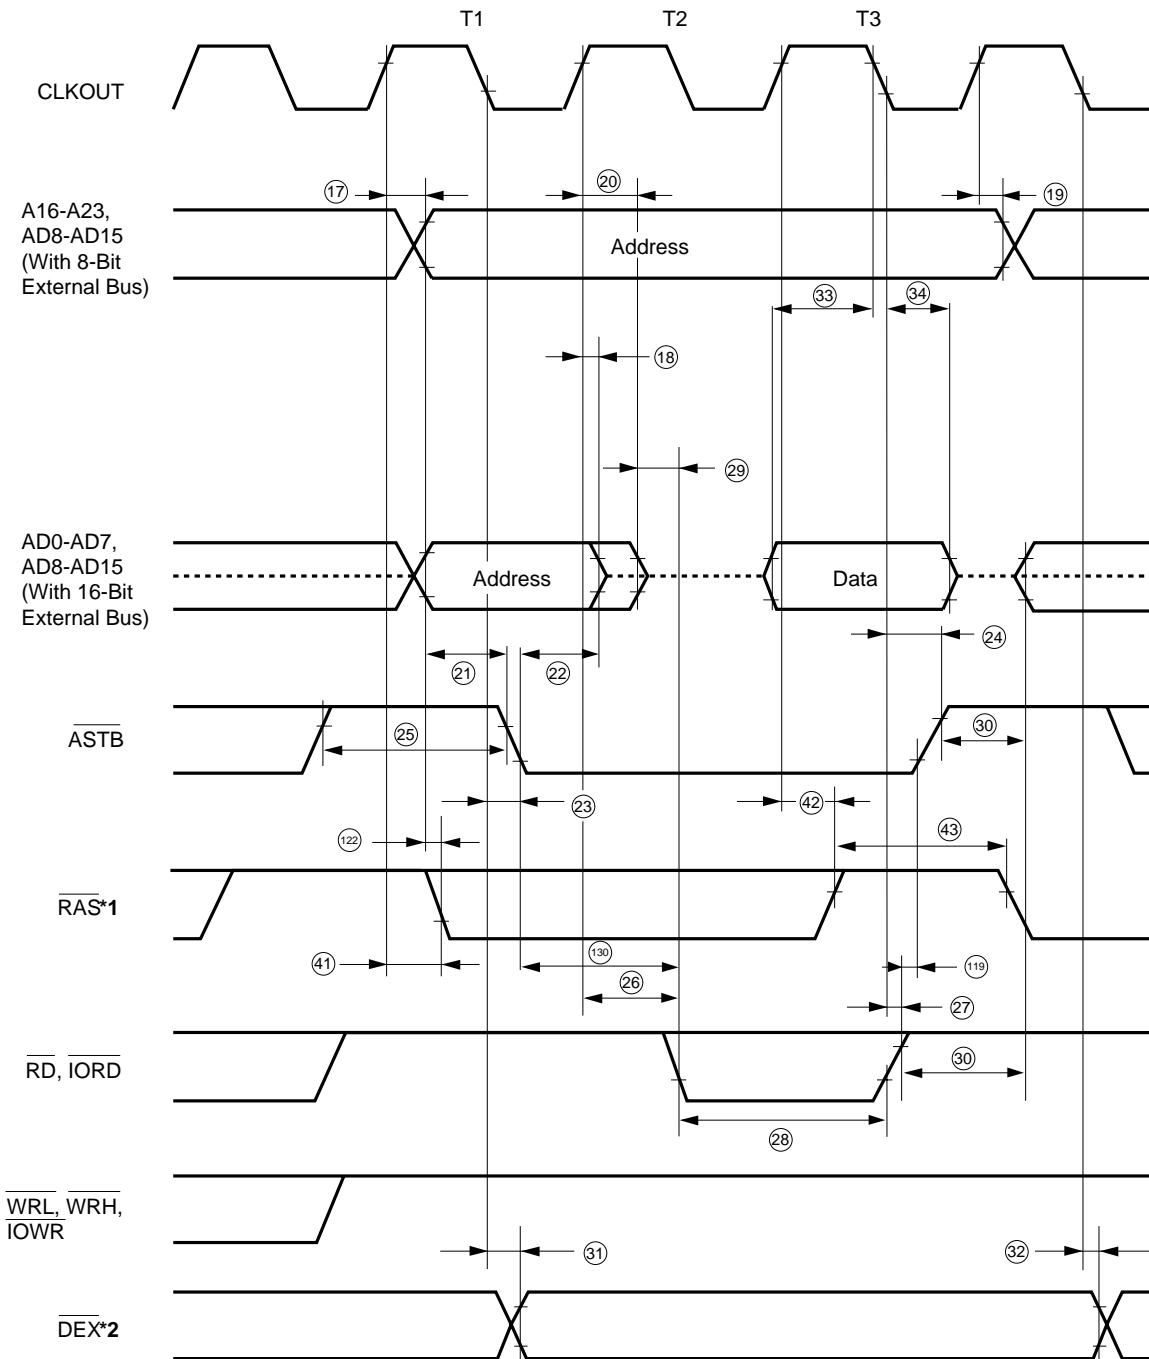 T1 T2 T3
CLKOUT
17 20 19
A16-A23,
AD8-AD15
(With 8-Bit
External Bus)
Address
33 34
18
29
AD0-AD7,
AD8-AD15
(With 16-Bit
External Bus)
Address Data
24
21 22
ASTB
25 30
23 42
122 43
RAS*1
41 130 119
26
27
RD, IORD
30
28
WRL, WRH,
IOWR
31 32
DEX*2